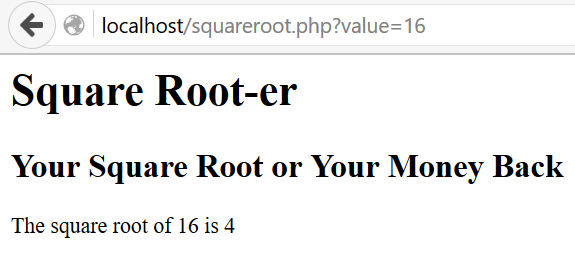 localhost/squareroot.php?value=16
Square Root-er
Your Square Root or Your Money Back
The square root of 16 is 4